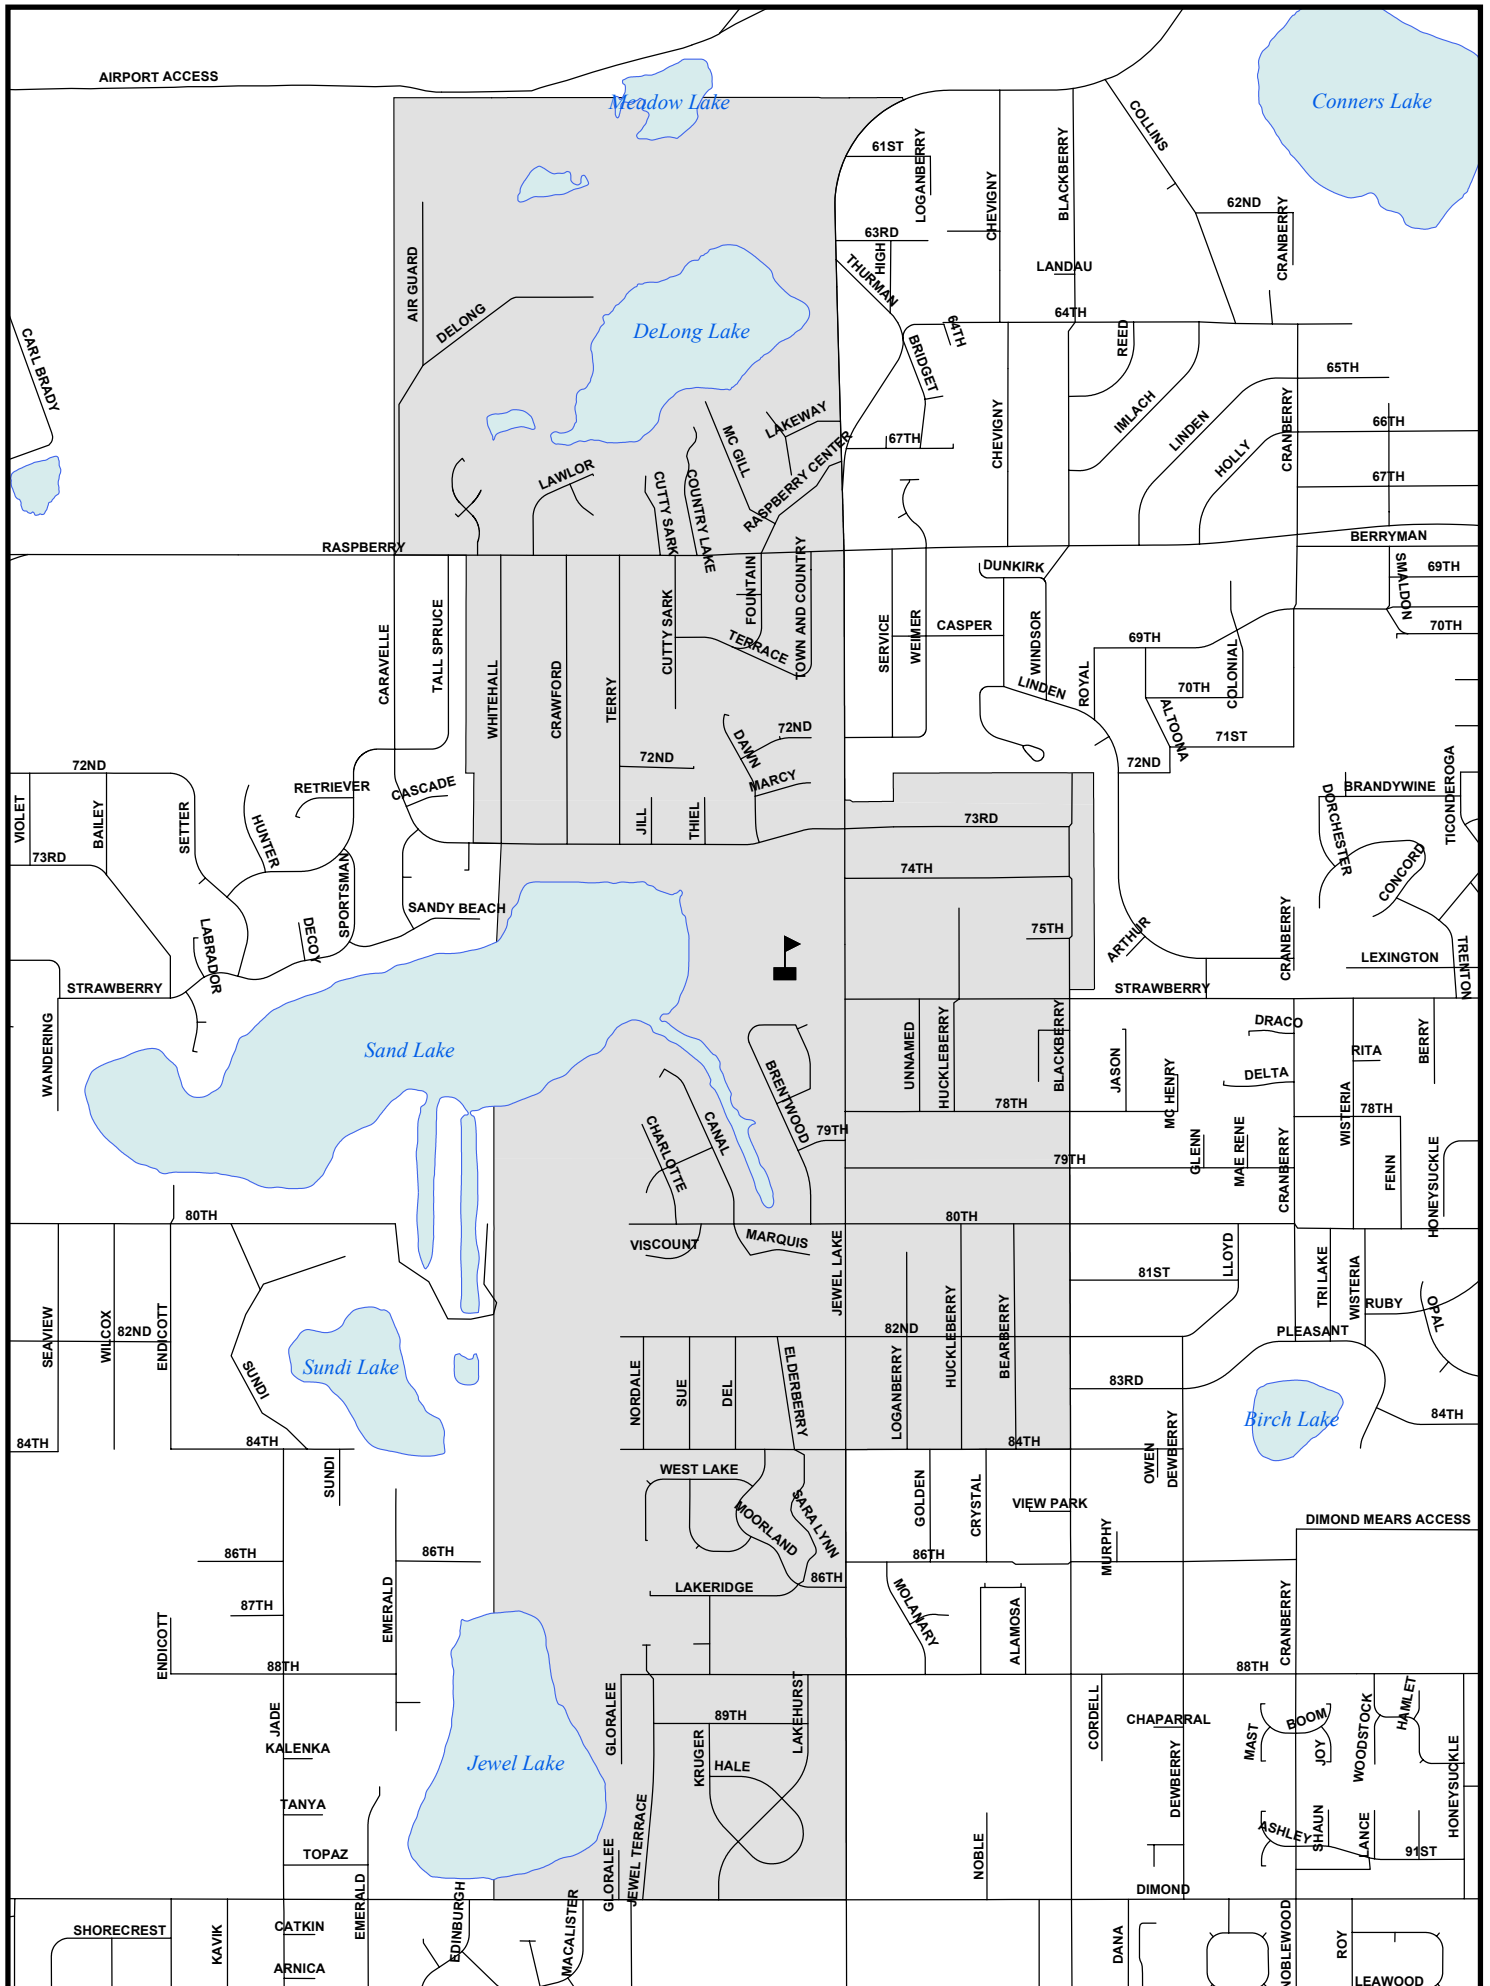 AIRPORT ACCESS
Meadow Lake
Conners Lake
COLLINS
61ST
LOGANBERRY
CHEVIGNY
BLACKBERRY
62ND
CRANBERRY
63RD
HIGH
THURMAN
LANDAU
AIR GUARD
DELONG
DeLong Lake
64TH
64TH
REED
BRIDGET
CARL BRADY
65TH
IMLACH
LINDEN
HOLLY
CRANBERRY
66TH
CHEVIGNY
LAKEWAY
MC GILL
67TH
RASPBERRY CENTER
LAWLOR
CUTTY SARK
COUNTRY LAKE
67TH
RASPBERRY
BERRYMAN
DUNKIRK
69TH
SMALDON
TOWN AND COUNTRY
FOUNTAIN
CUTTY SARK
TERRACE
TALL SPRUCE
CARAVELLE
WHITEHALL
CRAWFORD
TERRY
SERVICE
WEIMER
CASPER
WINDSOR
69TH
70TH
COLONIAL
LINDEN
ROYAL
70TH
ALTOONA
71ST
72ND
DAWN
72ND
72ND
72ND
MARCY
72ND
RETRIEVER
CASCADE
BRANDYWINE
TICONDEROGA
VIOLET
BAILEY
SETTER
HUNTER
JILL
THIEL
73RD
DORCHESTER
73RD
74TH
CONCORD
SPORTSMAN
SANDY BEACH
75TH
ARTHUR
CRANBERRY
LABRADOR
DECOY
LEXINGTON
TRENTON
STRAWBERRY
STRAWBERRY
DRACO
WANDERING
Sand Lake
UNNAMED
HUCKLEBERRY
BLACKBERRY
JASON
RITA
BERRY
DELTA
BRENTWOOD
MC HENRY
78TH
WISTERIA
78TH
CHARLOTTE
CANAL
79TH
GLENN
MAE RENE
CRANBERRY
79TH
FENN
HONEYSUCKLE
80TH
80TH
VISCOUNT
MARQUIS
JEWEL LAKE
81ST
LLOYD
TRI LAKE
WISTERIA
RUBY
OPAL
SEAVIEW
WILCOX
82ND
ENDICOTT
82ND
PLEASANT
HUCKLEBERRY
BEARBERRY
LOGANBERRY
SUNDI
Sundi Lake
NORDALE
SUE
DEL
ELDERBERRY
83RD
Birch Lake
84TH
84TH
84TH
84TH
OWEN
DEWBERRY
WEST LAKE
SUNDI
GOLDEN
CRYSTAL
VIEW PARK
MOORLAND
SARA LYNN
DIMOND MEARS ACCESS
MURPHY
86TH
86TH
86TH
86TH
LAKERIDGE
MOLANARY
ALAMOSA
CRANBERRY
87TH
EMERALD
ENDICOTT
88TH
88TH
GLORALEE
LAKEHURST
89TH
CORDELL
CHAPARRAL
MAST
BOOM
JOY
WOODSTOCK
HAMLET
JADE
KALENKA
Jewel Lake
KRUGER
HALE
DEWBERRY
HONEYSUCKLE
TANYA
ASHLEY
SHAUN
LANCE
91ST
JEWEL TERRACE
GLORALEE
NOBLE
TOPAZ
DIMOND
EMERALD
EDINBURGH
MACALISTER
SHORECREST
KAVIK
CATKIN
ARNICA
DANA
NOBLEWOOD
ROY
LEAWOOD